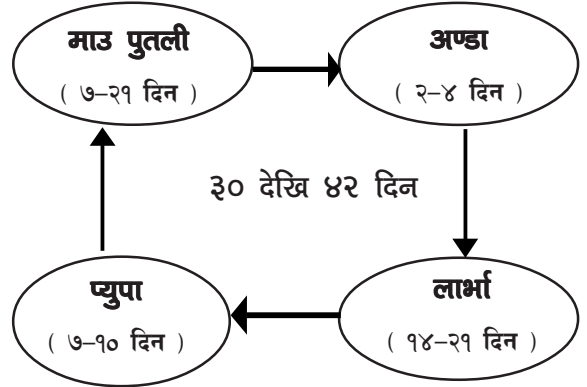 माउ पुतली
( ७–२१ दिन )
अण्डा
( २–४ दिन )
३० देखि ४२ दिन
प्युपा
( ७–१० दिन )
लार्भा
( १४–२१ दिन )